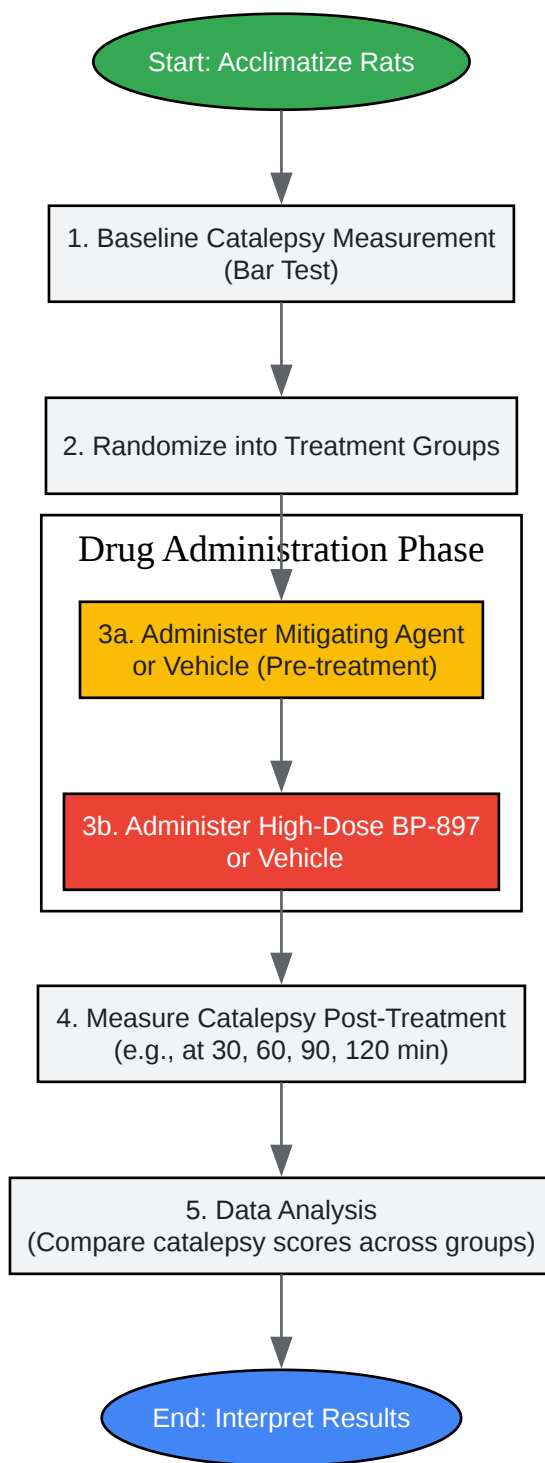 Start: Acclimatize Rats
1. Baseline Catalepsy Measurement
(Bar Test)
2. Randomize into Treatment Groups
Drug Administration Phase
3a. Administer Mitigating Agent
or Vehicle (Pre-treatment)
3b. Administer High-Dose BP-897
or Vehicle
4. Measure Catalepsy Post-Treatment
(e.g., at 30, 60, 90, 120 min)
5. Data Analysis
(Compare catalepsy scores across groups)
End: Interpret Results